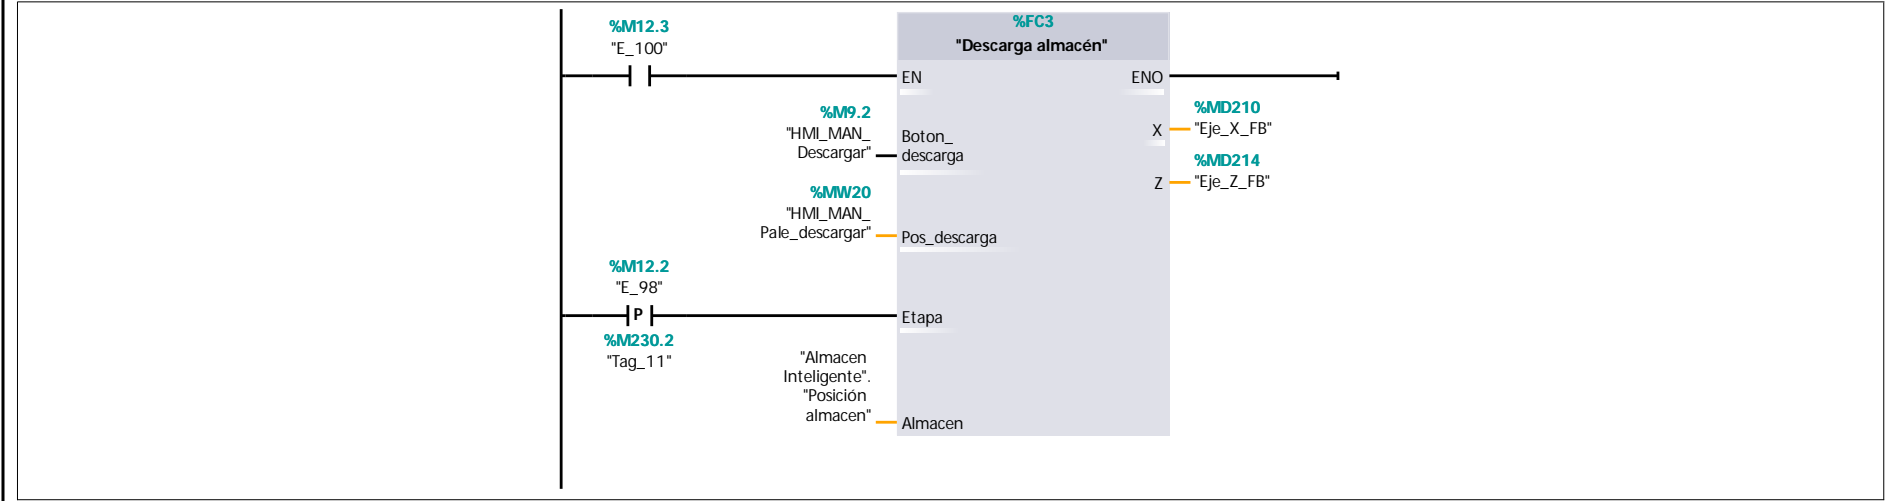 %M12.3
"E_100"
%FC3
"Descarga almacén"
EN
ENO
%M9.2
"HMI_MAN_
Descargar"
Boton_
descarga
%MD210
X
"Eje_X_FB"
%MD214
Z
"Eje_Z_FB"
%MW20
"HMI_MAN_
Pale_descargar"
Pos_descarga
%M12.2
"E_98"
P
Etapa
%M230.2
"Tag_11"
"Almacen
Inteligente".
"Posición
almacen"
Almacen